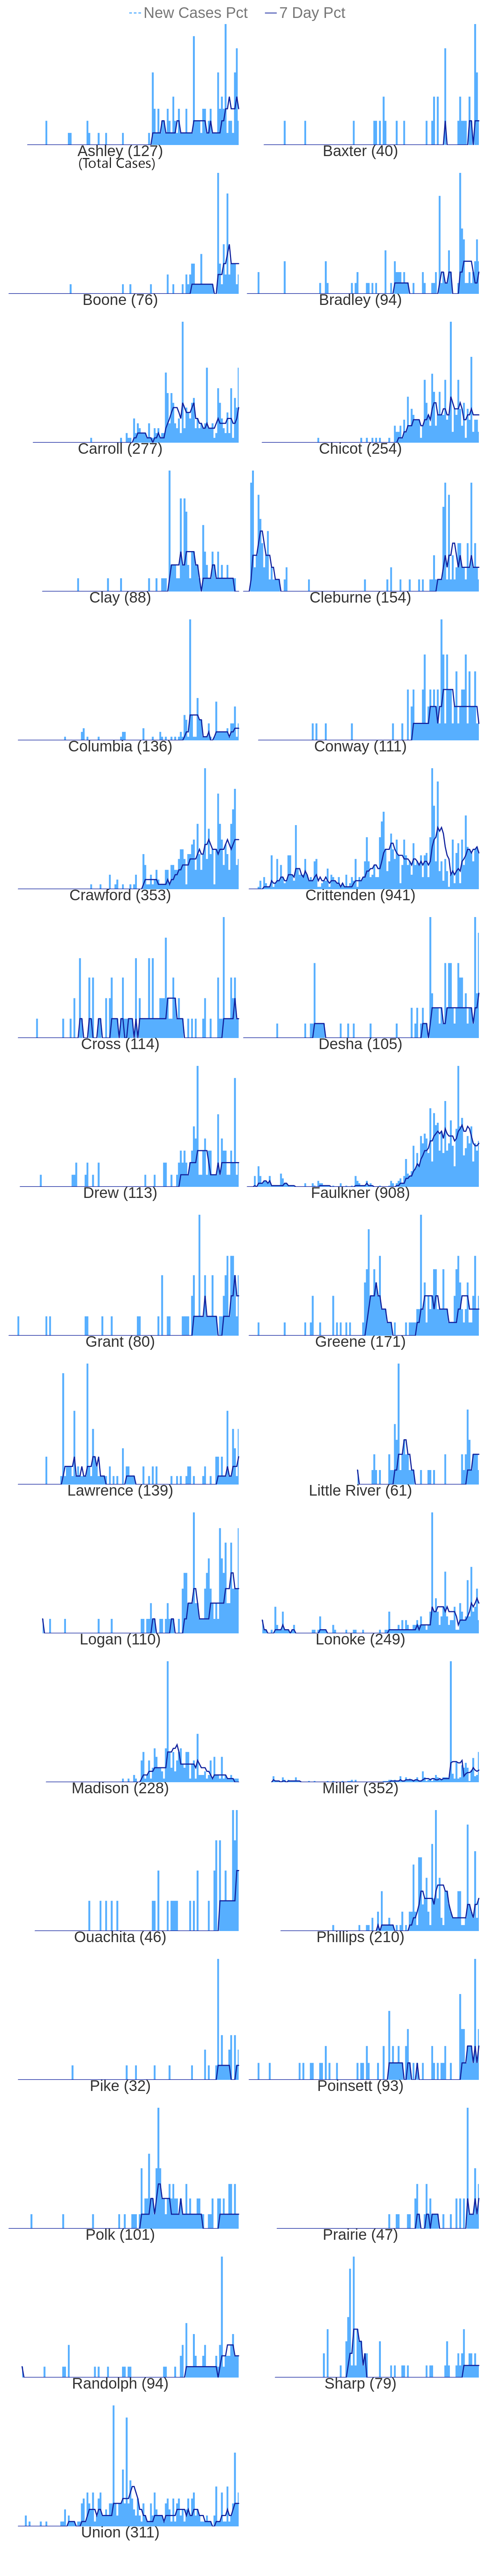 New Cases Pct 7 Day Pct
Ashley (127) Baxter (40)
(Total Cases)
Boone (76) Bradley (94)
Carroll (277) Chicot (254)
Clay (88) Cleburne (154)
Columbia (136) Conway (111)
Crawford (353) Crittenden (941)
Cross (114) Desha (105)
Drew (113) Faulkner (908)
Grant (80) Greene (171)
Lawrence (139) Little River (61)
Logan (110) Lonoke (249)
Madison (228) Miller (352)
Ouachita (46) Phillips (210)
Pike (32) Poinsett (93)
Polk (101) Prairie (47)
Randolph (94) Sharp (79)
Union (311)